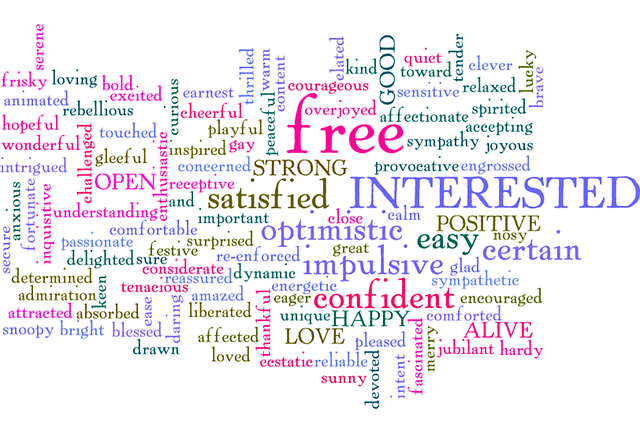 serene
frisky
loving
bold
excited
animated
rebellious
hopeful
touched
wonderful
challenged
gleeful
enthusiastic
intrigued
OPEN
receptive
anxious
fortunate
inquisitive
understanding
and
secure
comfortable
passionate
surprised
festive
delighted
sure
considerate
reassured
determined
keen
tenacious
admiration
amazed
attracted
absorbed
ease
daring
liberated
snoopy
bright
blessed
affected
drawn
loved
curious
earnest
thrilled
warm
content
elated
kind
GOOD
quiet
toward
tender
clever
lucky
brave
relaxed
sensitive
courageous
cheerful
peaceful
overjoyed
affectionate
spirited
accepting
playful
free
sympathy
joyous
inspired
gay
concerned
STRONG
provocative
engrossed
satisfied
INTERESTED
important
close
calm
POSITIVE
nosy
optimistic
easy
certain
great
re-enforced
impulsive
glad
dynamic
sympathetic
energetic
eager
confident
encouraged
thankful
unique
HAPPY
comforted
LOVE
pleased
ALIVE
fascinated
merry
jubilant
hardy
ecstatic
reliable
devoted
intent
sunny